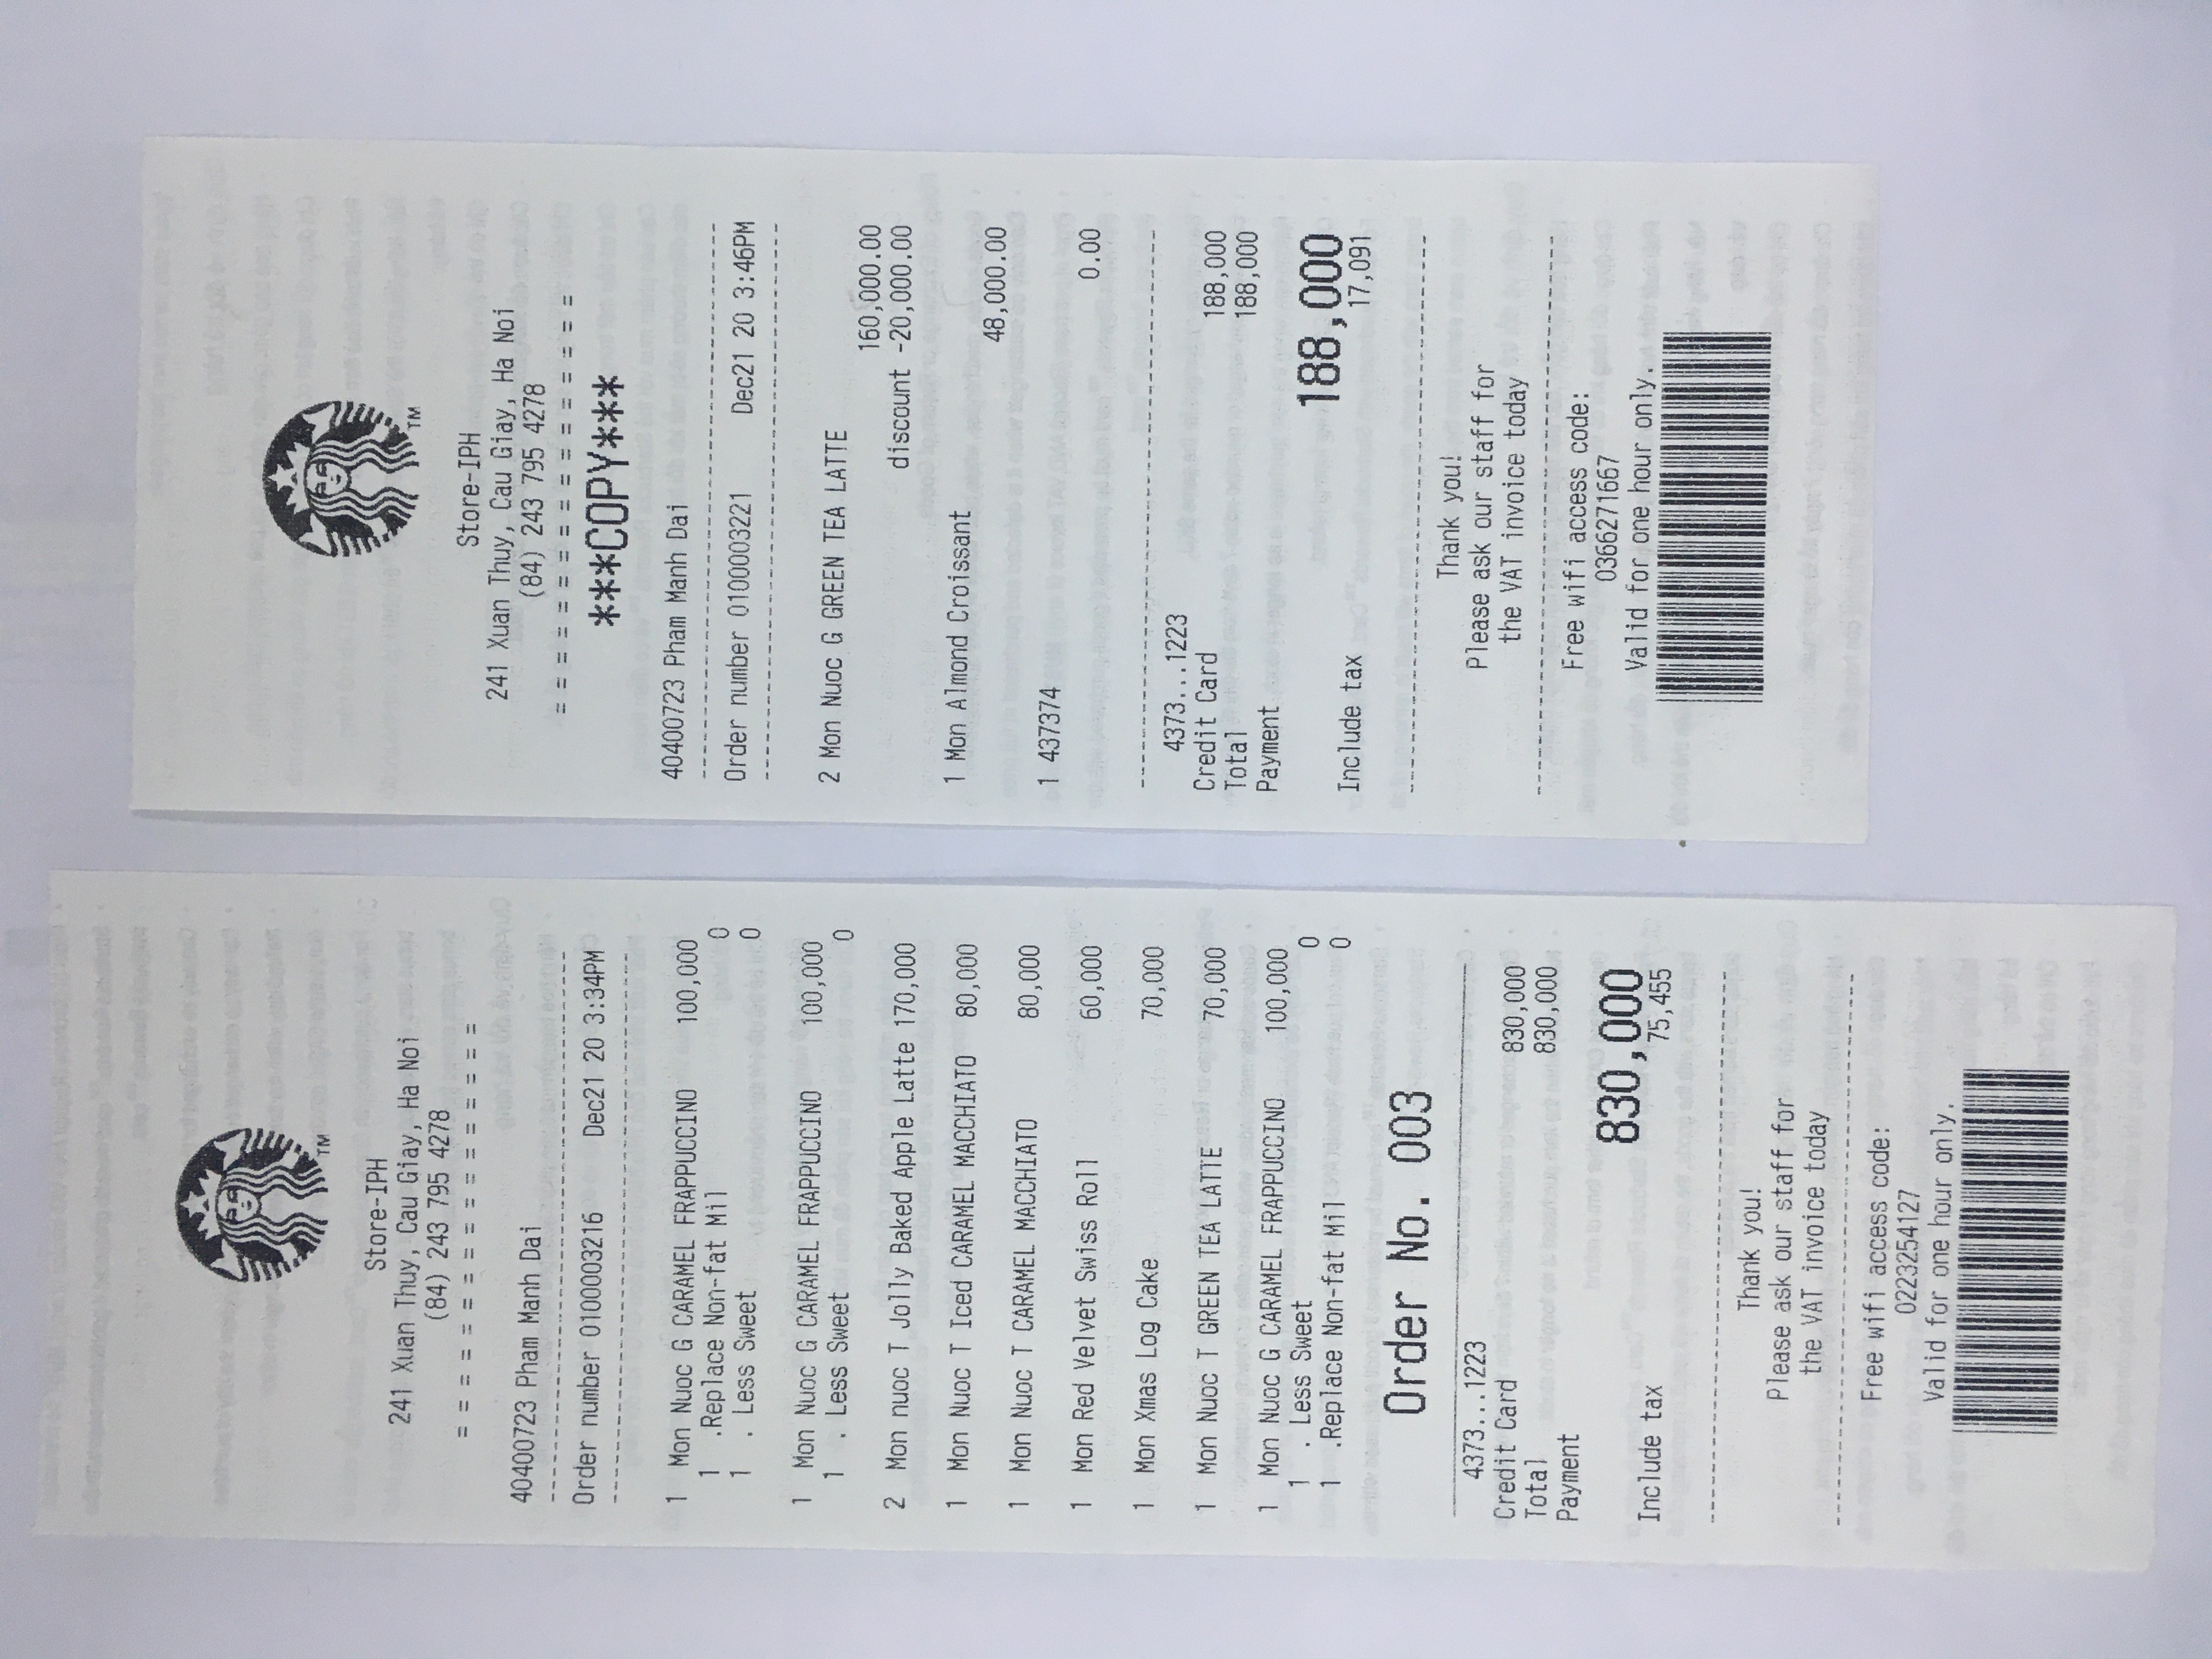 TM
Store-IPH
241 Xuan Thuy, Cau Giay, Ha Noi
(84) 243 795 4278
= = = = = = = = = = = = = = = = =
40400723 Pham Manh Dai
Order number 0100003216 Dec21 20 3:34PM
1 Mon Nuoc G CARAMEL FRAPPUCCINO 100,000
1 .Replace Non-fat Mil 0
1 . Less Sweet 0
1 Mon Nuoc G CARAMEL FRAPPUCCINO 100,000
1 . Less Sweet 0
2 Mon nuoc T Jolly Baked Apple Latte 170,000
1 Mon Nuoc T Iced CARAMEL MACCHIATO 80,000
1 Mon Nuoc T CARAMEL MACCHIATO 80,000
1 Mon Red Velvet Swiss Roll 60,000
1 Mon Xmas Log Cake 70,000
1 Mon Nuoc T GREEN TEA LATTE 70,000
1 Mon Nuoc G CARAMEL FRAPPUCCINO 100,000
1 . Less Sweet 0
1 .Replace Non-fat Mil 0
Order No. 003
4373...1223
Credit Card 830,000
Total 830,000
Payment
830,000
Include tax 75,455
Thank you!
Please ask our staff for
the VAT invoice today
Free wifi access code:
0223254127
Valid for one hour only.
TM
Store-IPH
241 Xuan Thuy, Cau Giay, Ha Noi
(84) 243 795 4278
= = = = = = = = = = = = = = = = =
***COPY***
40400723 Pham Manh Dai
Order number 0100003221 Dec21 20 3:46PM
2 Mon Nuoc G GREEN TEA LATTE
160,000.00
discount -20,000.00
1 Mon Almond Croissant
48,000.00
1 437374
0.00
4373...1223
Credit Card 188,000
Total 188,000
Payment
188,000
Include tax 17,091
Thank you!
Please ask our staff for
the VAT invoice today
Free wifi access code:
0366271667
Valid for one hour only.